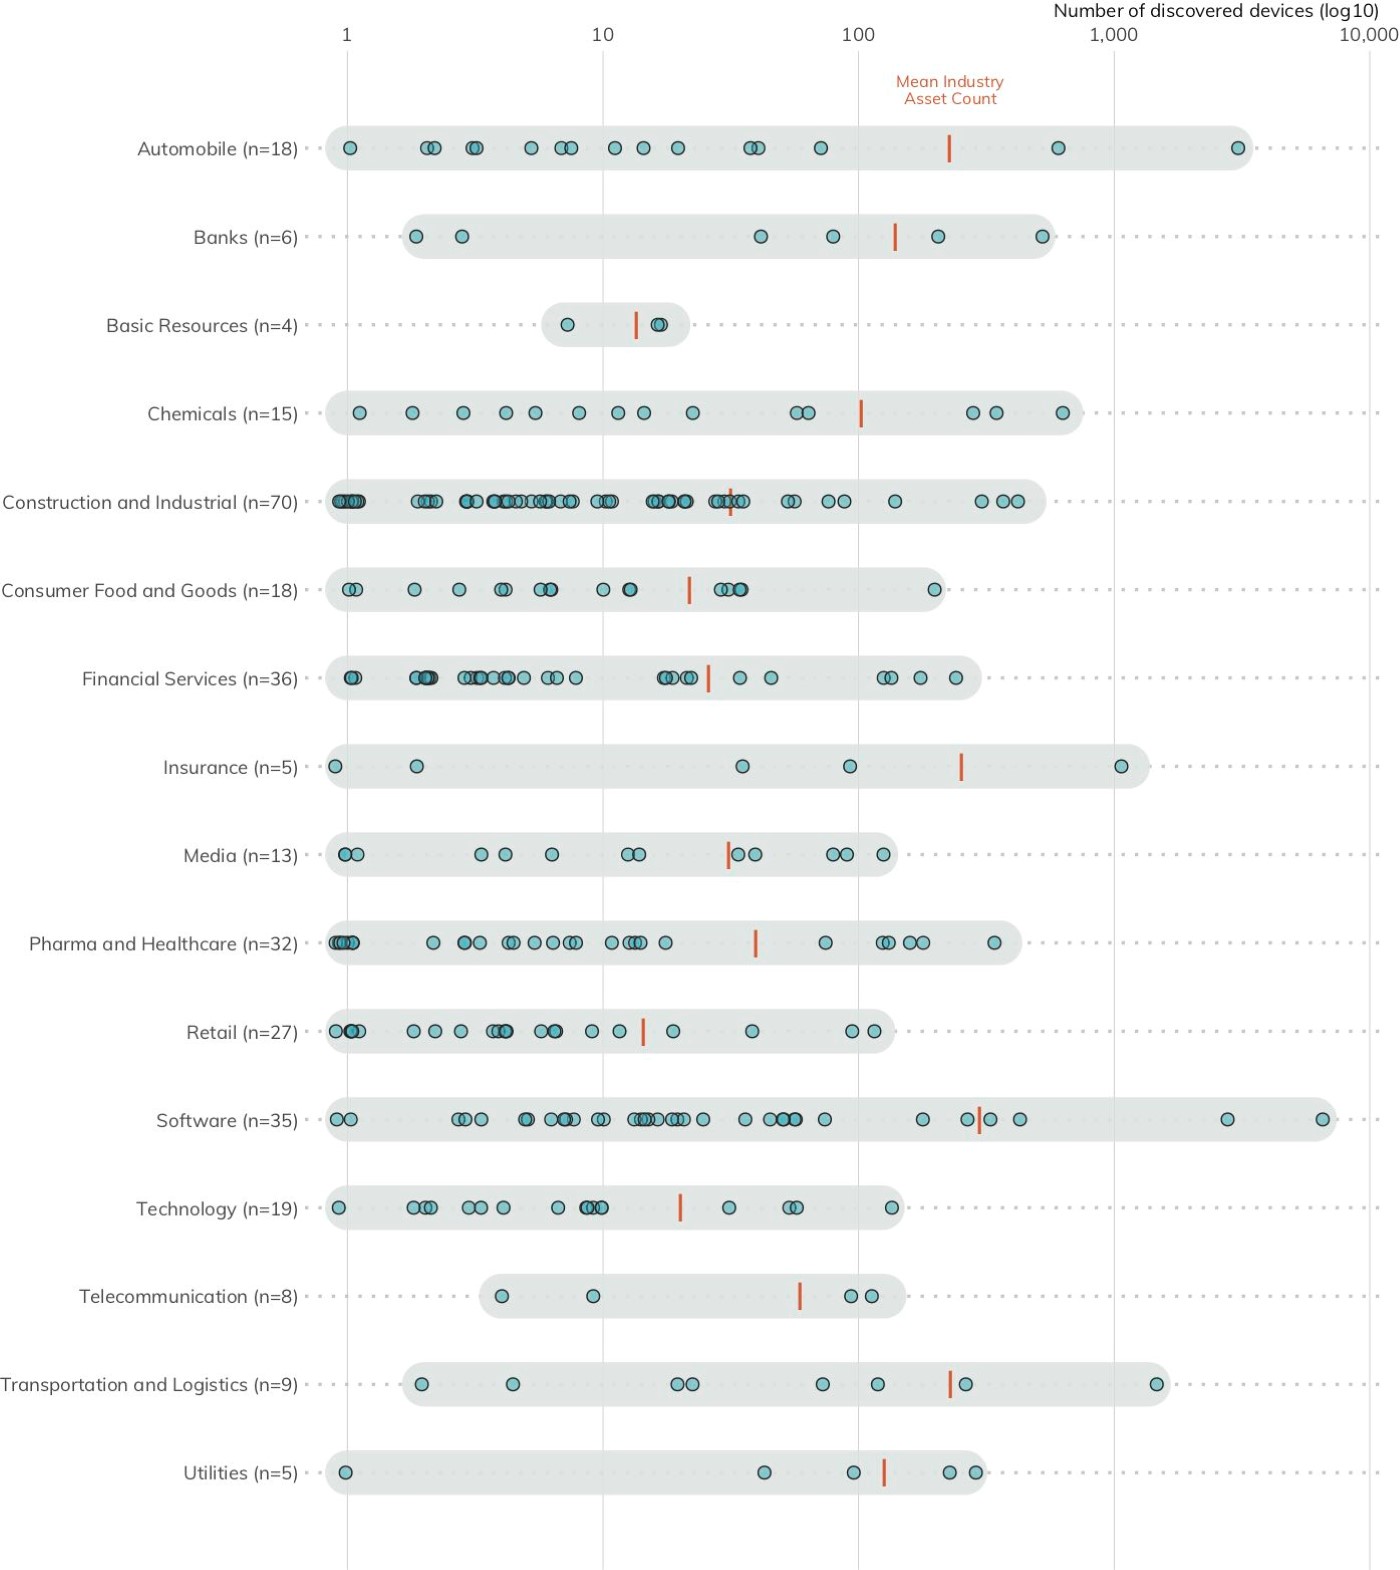 Number of discovered devices (log10)
1 10 100 1,000 10,000
Mean Industry
Asset Count
Automobile (n=18)
Banks (n=6)
Basic Resources (n=4)
Chemicals (n=15)
Construction and Industrial (n=70)
Consumer Food and Goods (n=18)
Financial Services (n=36)
Insurance (n=5)
Media (n=13)
Pharma and Healthcare (n=32)
Retail (n=27)
Software (n=35)
Technology (n=19)
Telecommunication (n=8)
Transportation and Logistics (n=9)
Utilities (n=5)